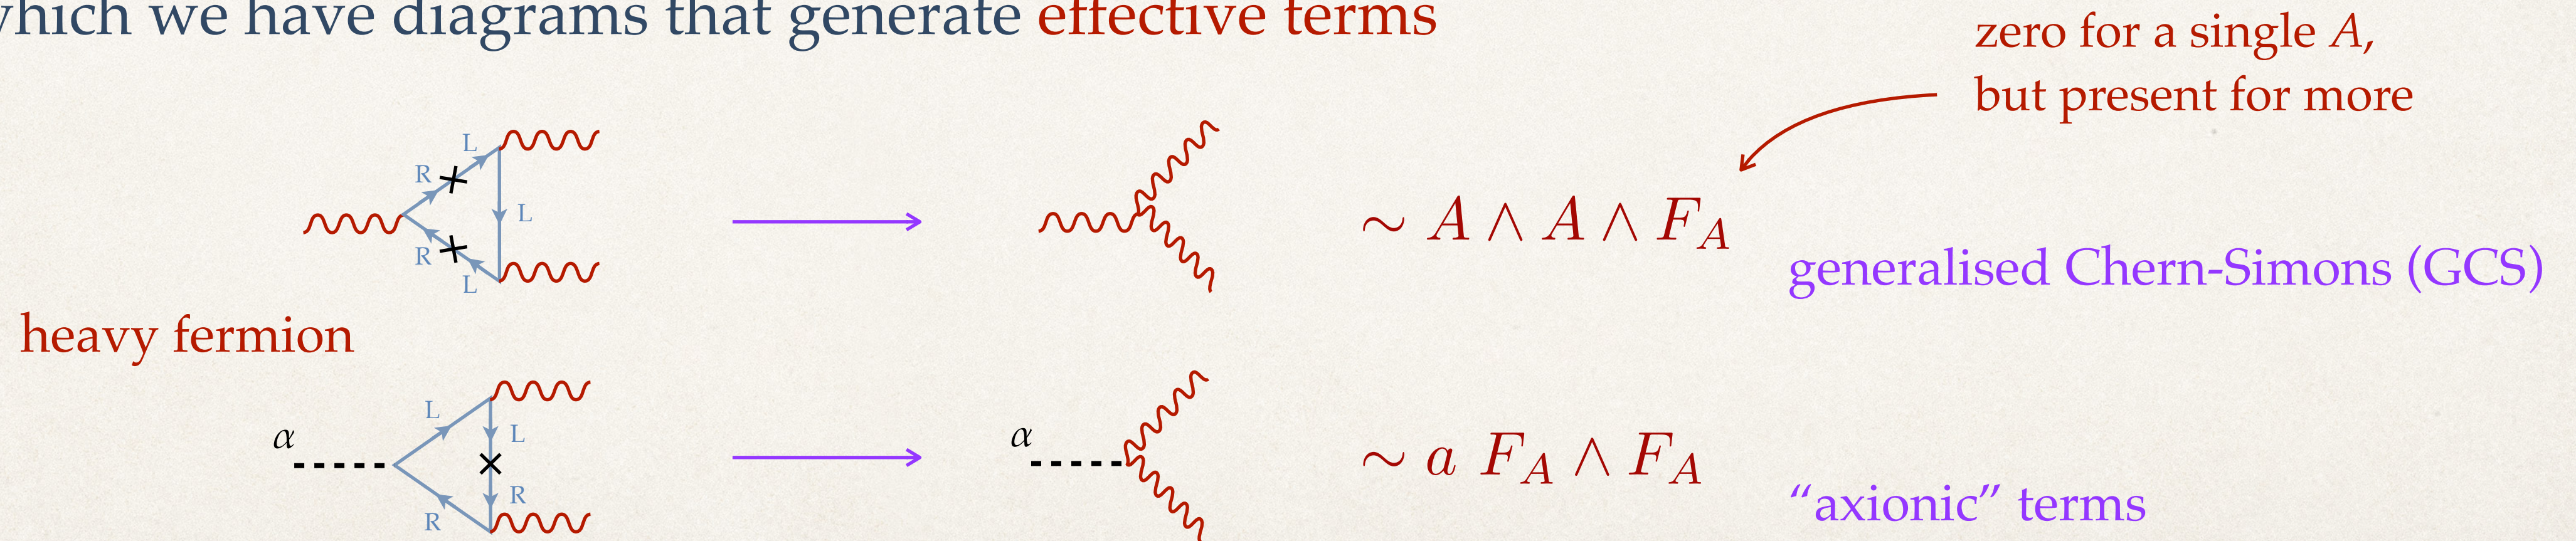 which we have diagrams that generate effective terms
zero for a single A,
but present for more
L
R
L
R
L
∼ A ∧ A ∧ F_A
generalised Chern-Simons (GCS)
heavy fermion
α
L
L
R
R
α
∼ a F_A ∧ F_A
“axionic” terms